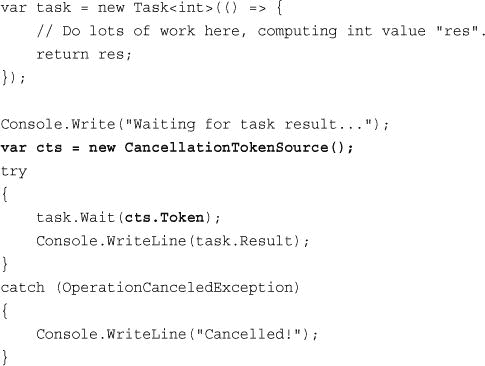 var task = new Task<int>(() => {
    // Do lots of work here, computing int value "res".
    return res;
});

Console.Write("Waiting for task result...");
var cts = new CancellationTokenSource();
try
{
    task.Wait(cts.Token);
    Console.WriteLine(task.Result);
}
catch (OperationCanceledException)
{
    Console.WriteLine("Cancelled!");
}